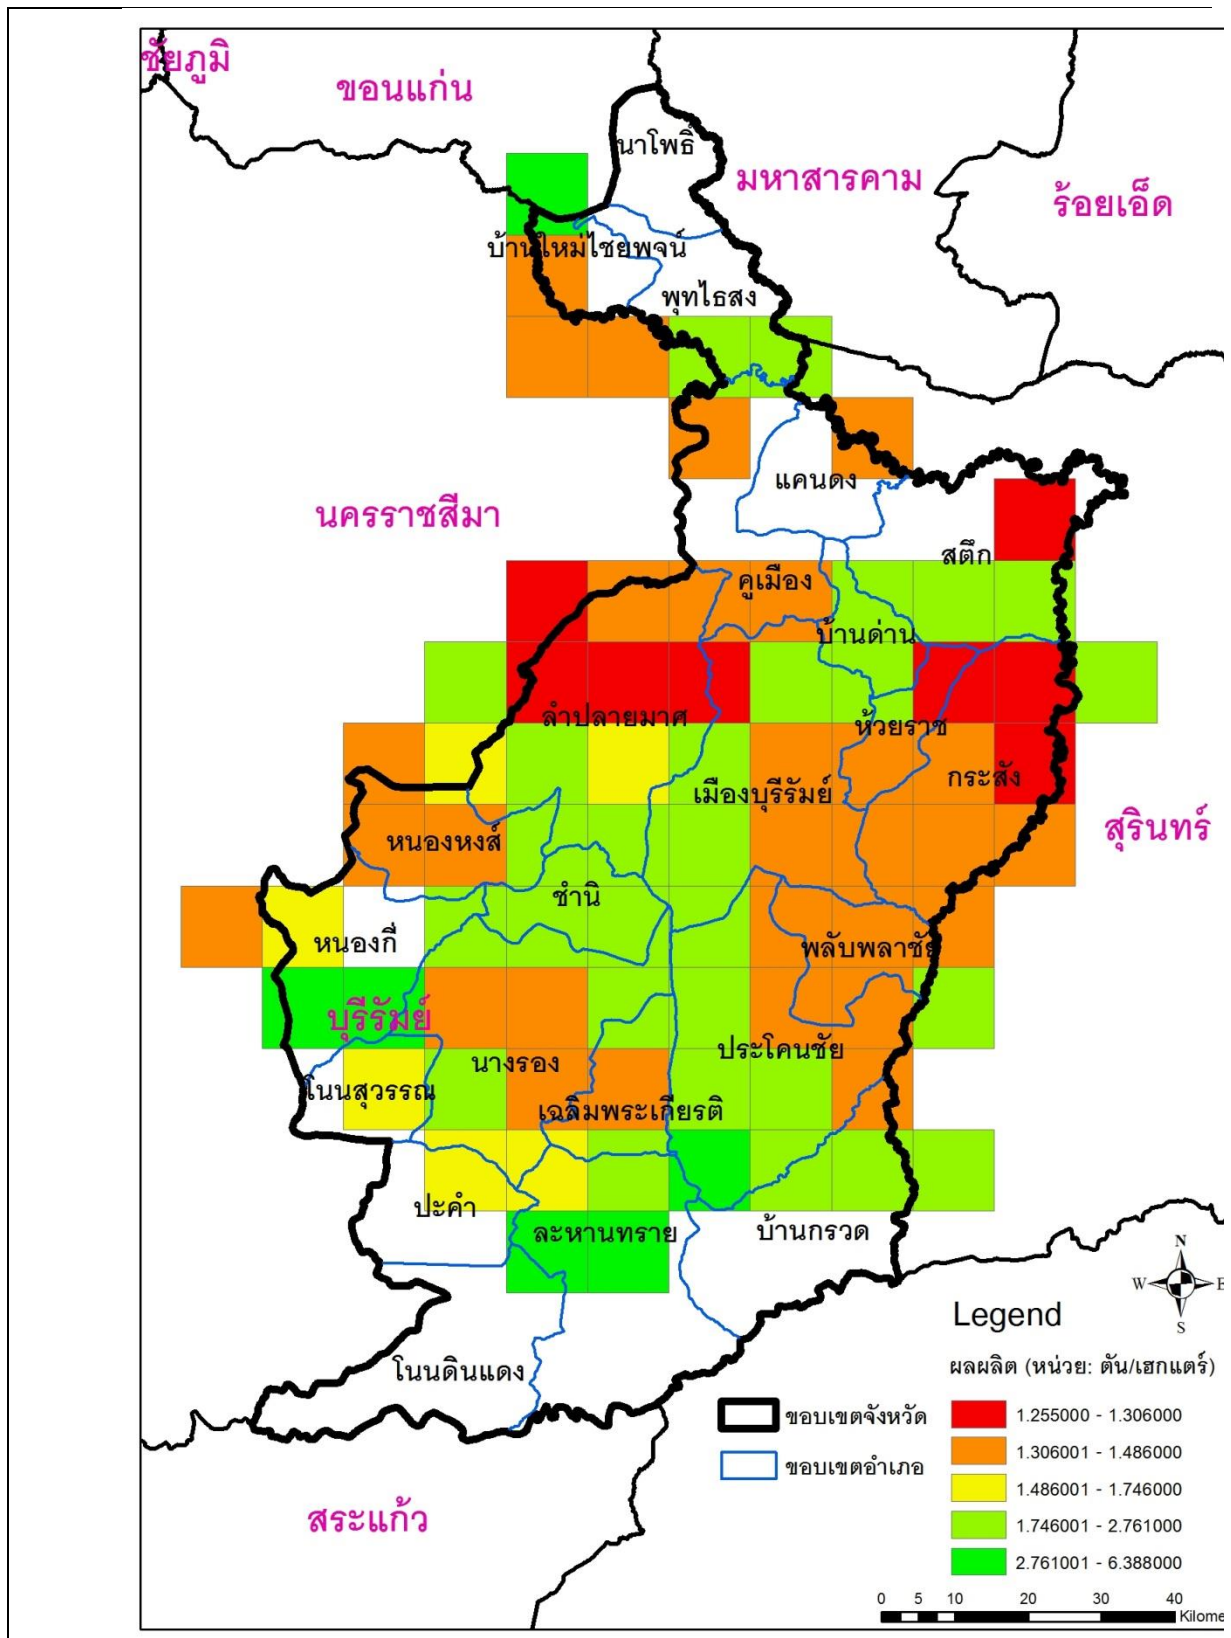 ชัยภูมิ
ขอนแก่น
นาโพธิ์
มหาสารคาม
ร้อยเอ็ด
บ้านใหม่ไชยพจน์
พุทไธสง
แคนดง
นครราชสีมา
สตึก
คูเมือง
บ้านด่าน
ลำปลายมาศ
ห้วยราช
กระสัง
เมืองบุรีรัมย์
สุรินทร์
หนองหงส์
ชำนิ
หนองกี่
พลับพลาชัย
บุรีรัมย์
ประโคนชัย
นางรอง
โนนสุวรรณ
เฉลิมพระเกียรติ
ปะคำ
ละหานทราย
บ้านกรวด
โนนดินแดง
สระแก้ว
N
W E
S
Legend
ผลผลิต (หน่วย: ตัน/เฮกแตร์)
ขอบเขตจังหวัด
ขอบเขตอำเภอ
1.255000 - 1.306000
1.306001 - 1.486000
1.486001 - 1.746000
1.746001 - 2.761000
2.761001 - 6.388000
0 5 10 20 30 40
Kilome